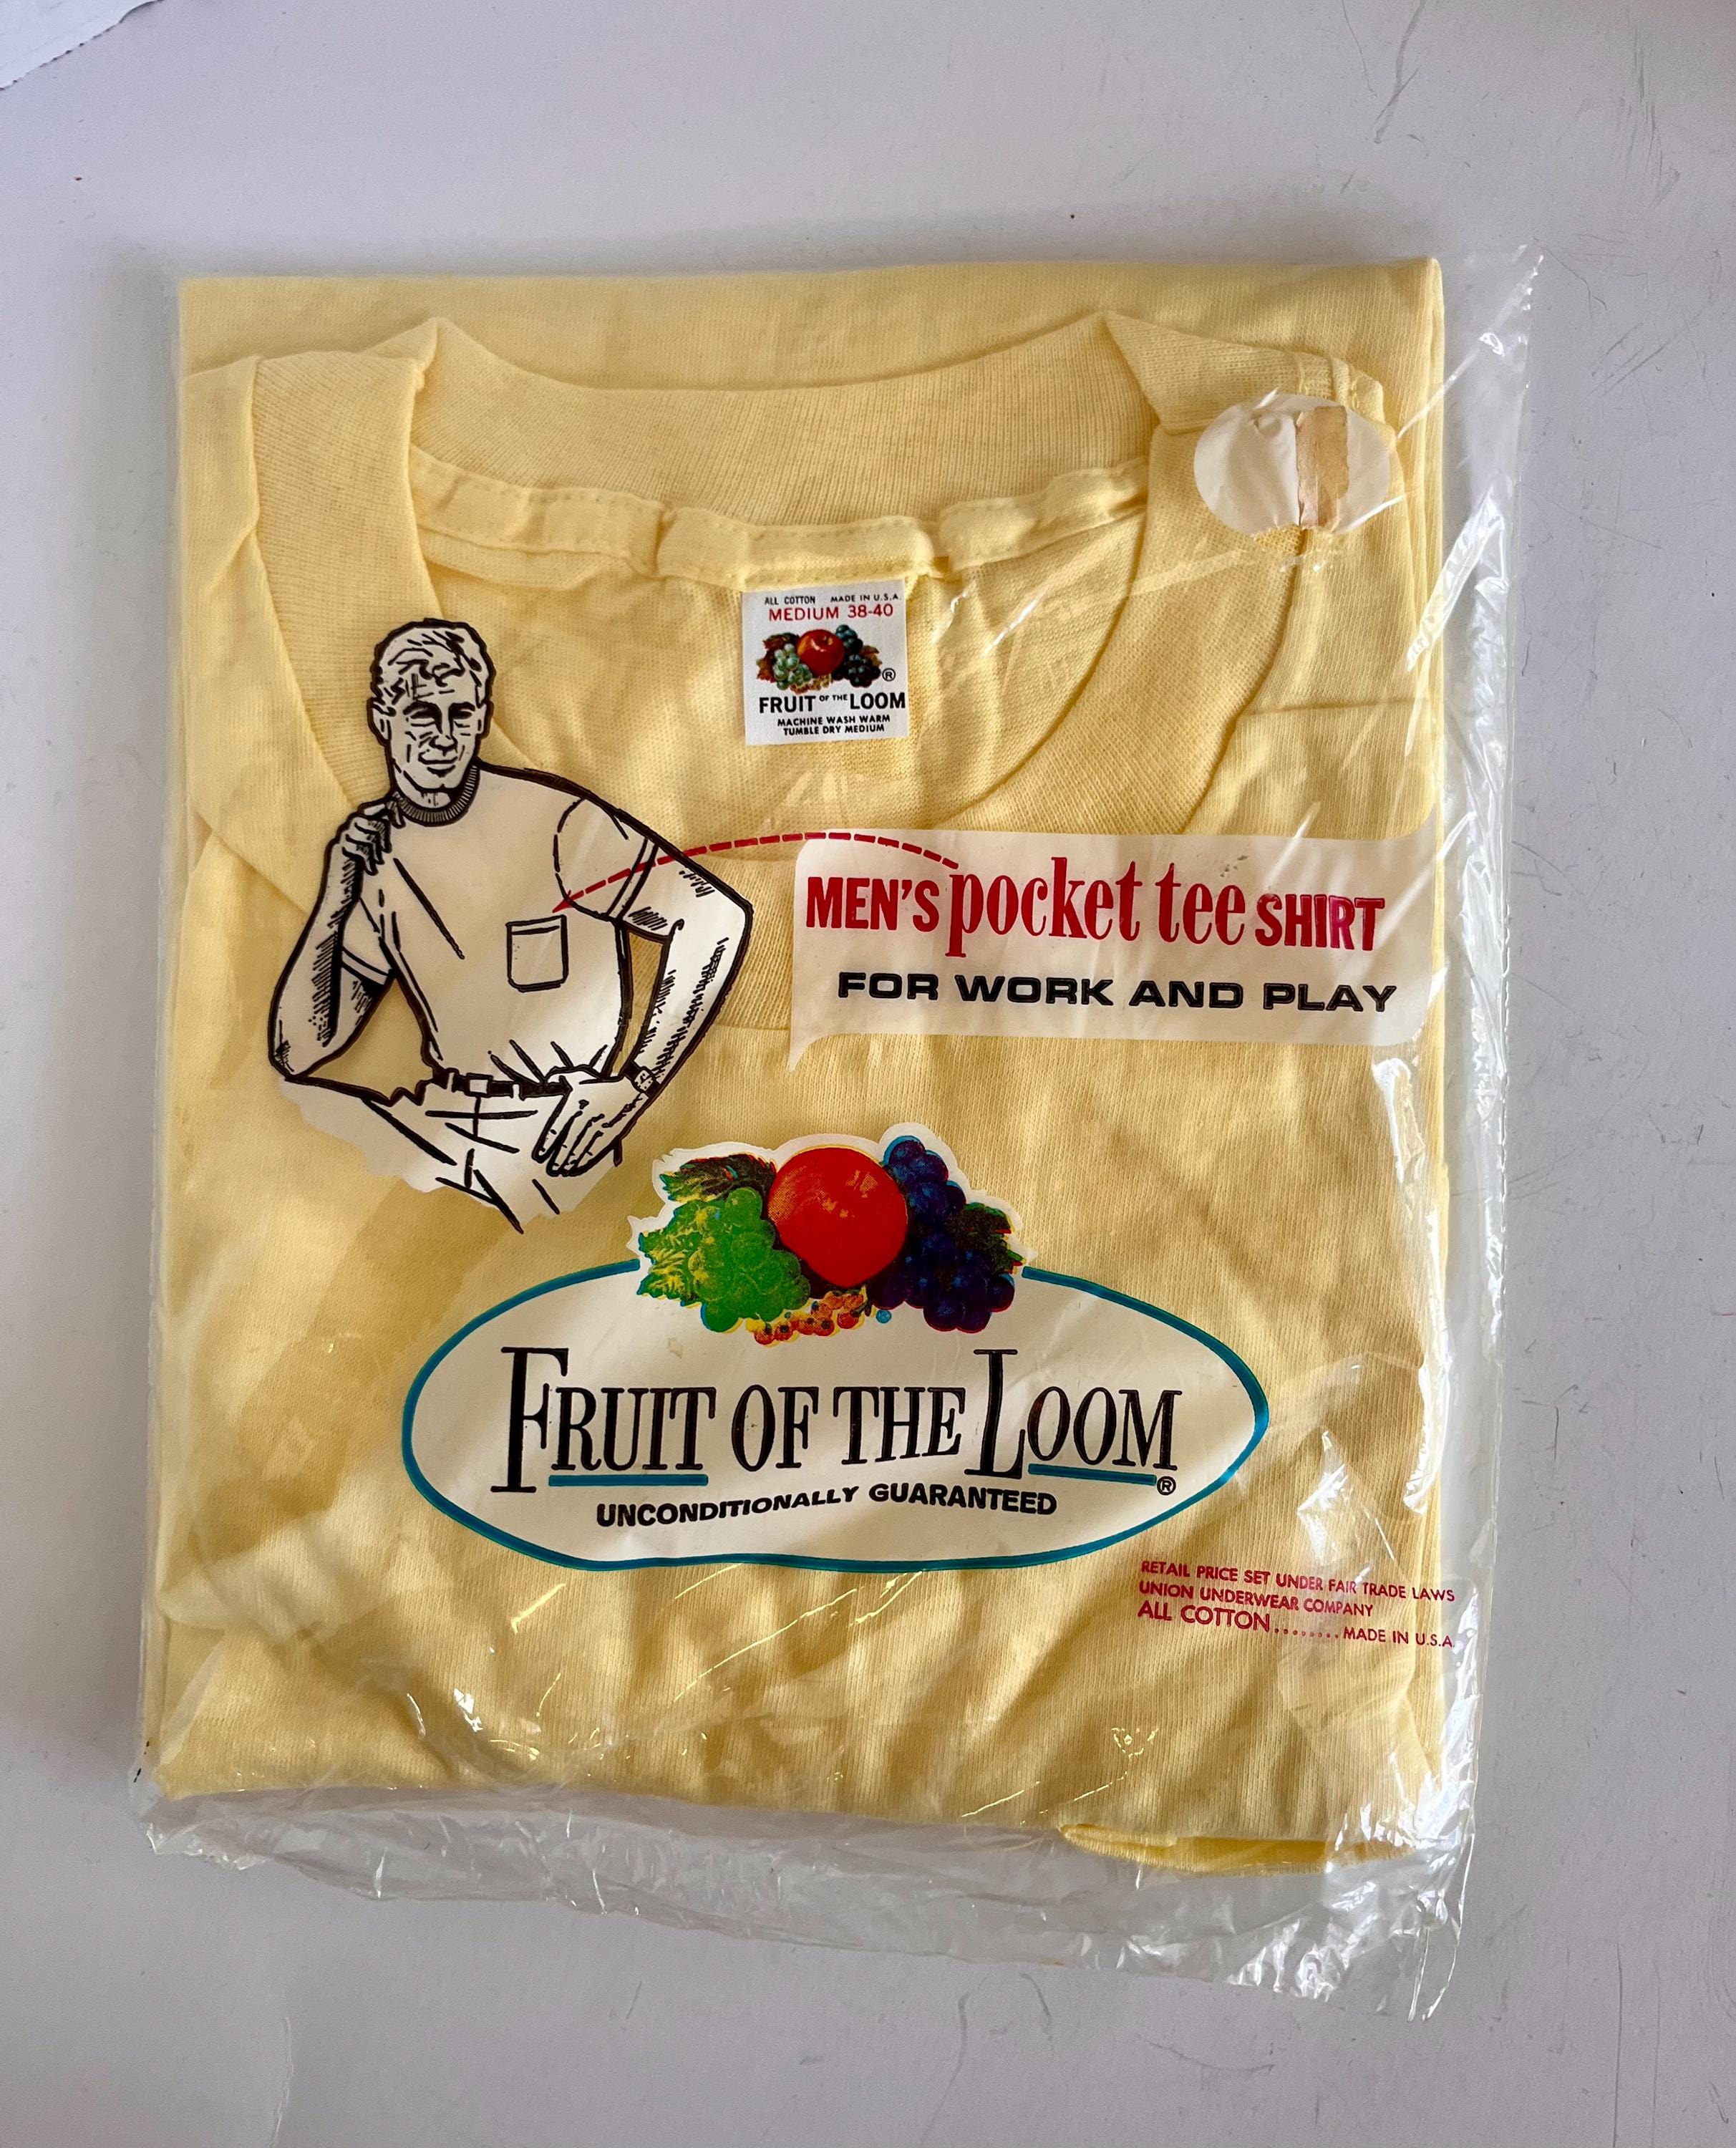 ALL COTTON MADE IN U.S.A.
MEDIUM 38-40
®
FRUIT OF THE LOOM
MACHINE WASH WARM
TUMBLE DRY MEDIUM
MEN'S pocket tee SHIRT
FOR WORK AND PLAY
FRUIT OF THE LOOM
®
UNCONDITIONALLY GUARANTEED
RETAIL PRICE SET UNDER FAIR TRADE LAWS
UNION UNDERWEAR COMPANY
ALL COTTON........MADE IN U.S.A.